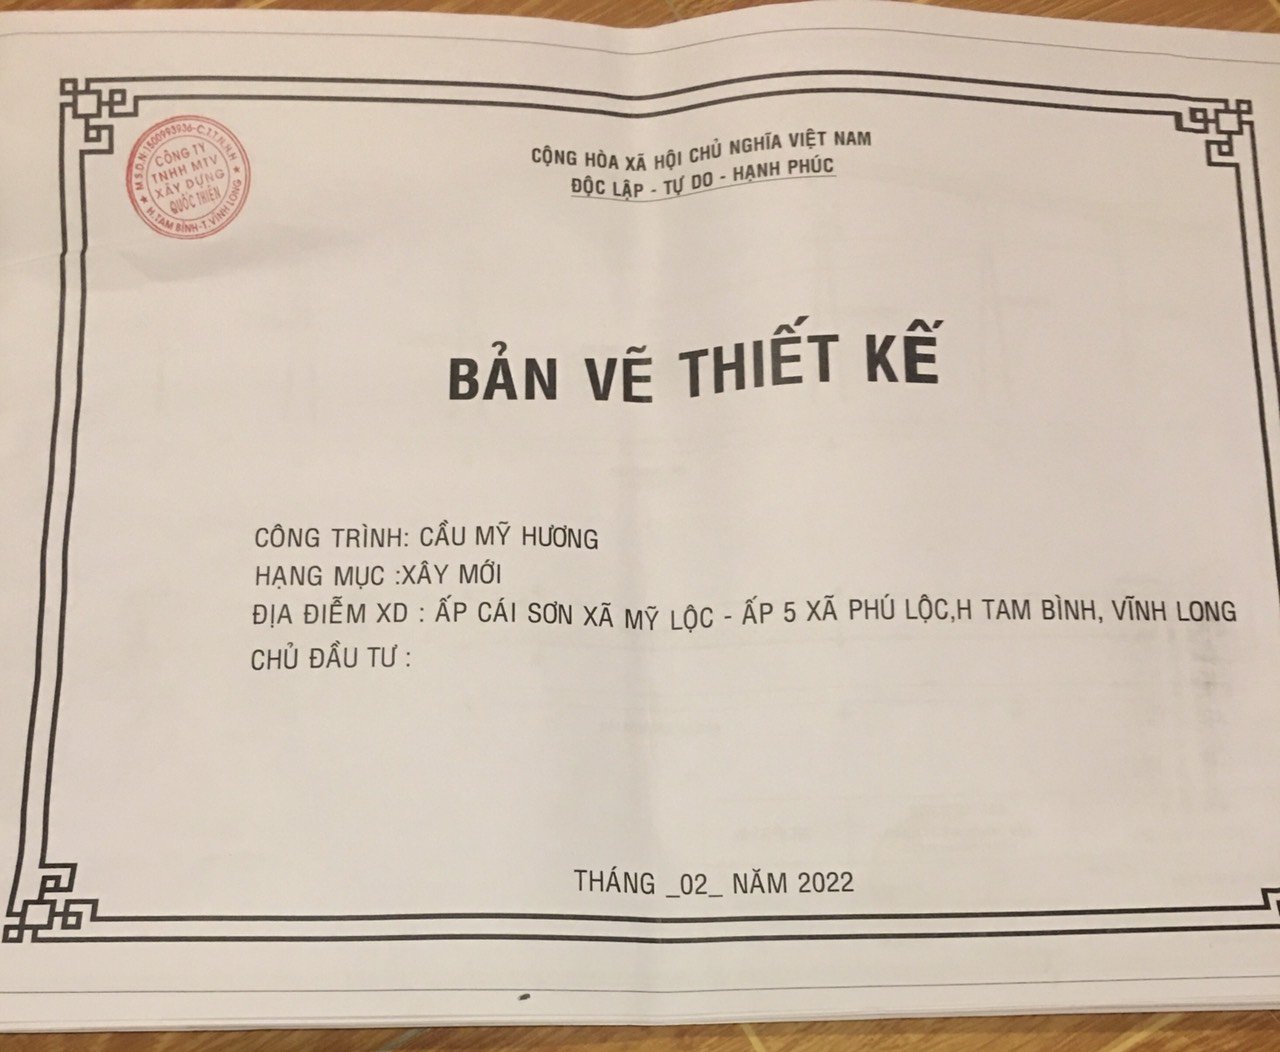 M.S.D.N:1500993936-C.T.T.N.H.H
CÔNG TY
TNHH MTV
XÂY DỰNG
QUỐC THIÊN
H.TAM BÌNH-T.VĨNH LONG
CỘNG HÒA XÃ HỘI CHỦ NGHĨA VIỆT NAM
ĐỘC LẬP - TỰ DO - HẠNH PHÚC
BẢN VẼ THIẾT KẾ
CÔNG TRÌNH: CẦU MỸ HƯƠNG
HẠNG MỤC :XÂY MỚI
ĐỊA ĐIỂM XD : ẤP CÁI SƠN XÃ MỸ LỘC - ẤP 5 XÃ PHÚ LỘC,H TAM BÌNH, VĨNH LONG
CHỦ ĐẦU TƯ :
THÁNG _02_ NĂM 2022